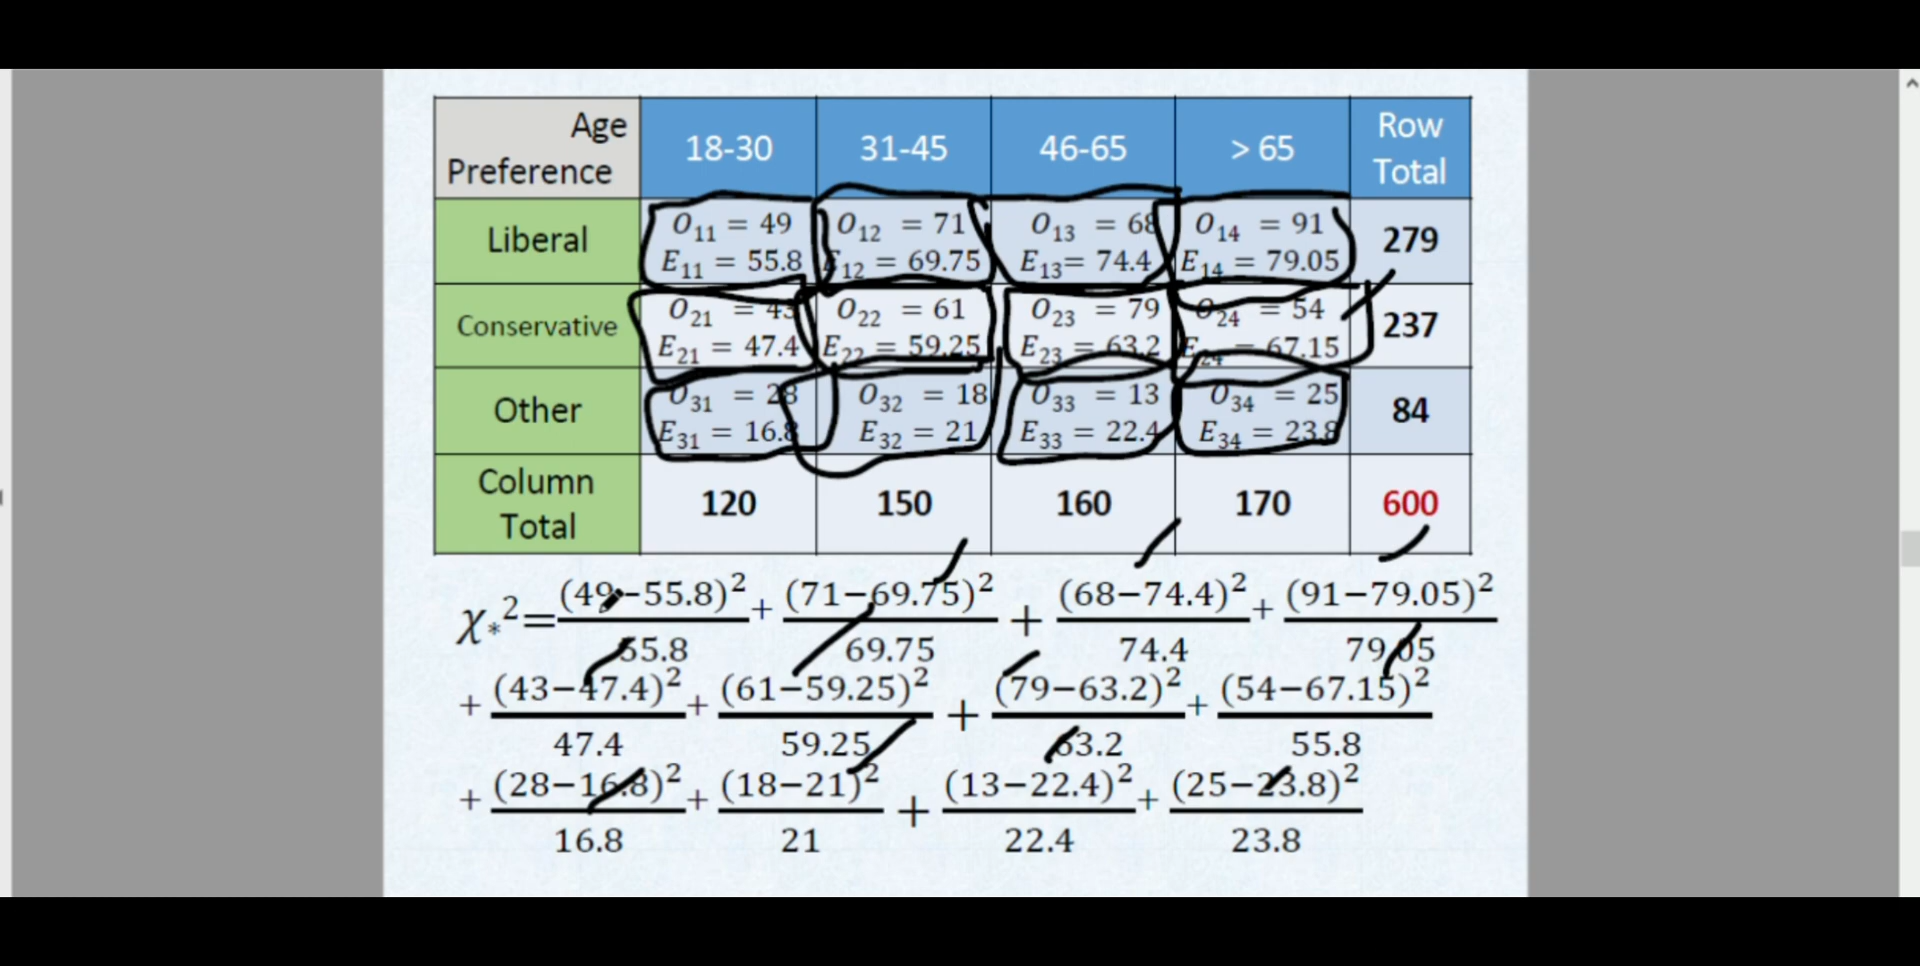 Age
Preference
18-30
31-45
46-65
> 65
Row
Total
Liberal
O₁₁ = 49
E₁₁ = 55.8
O₁₂ = 71
E₁₂ = 69.75
O₁₃ = 68
E₁₃= 74.4
O₁₄ = 91
E₁₄ = 79.05
279
Conservative
O₂₁ = 43
E₂₁ = 47.4
O₂₂ = 61
E₂₂ = 59.25
O₂₃ = 79
E₂₃ = 63.2
O₂₄ = 54
E₂₄ = 67.15
237
Other
O₃₁ = 28
E₃₁ = 16.8
O₃₂ = 18
E₃₂ = 21
O₃₃ = 13
E₃₃ = 22.4
O₃₄ = 25
E₃₄ = 23.8
84
Column
Total
120
150
160
170
600
χ*²=(49−55.8)²/55.8 + (71−69.75)²/69.75 + (68−74.4)²/74.4 + (91−79.05)²/79.05
+ (43−47.4)²/47.4 + (61−59.25)²/59.25 + (79−63.2)²/63.2 + (54−67.15)²/55.8
+ (28−16.8)²/16.8 + (18−21)²/21 + (13−22.4)²/22.4 + (25−23.8)²/23.8